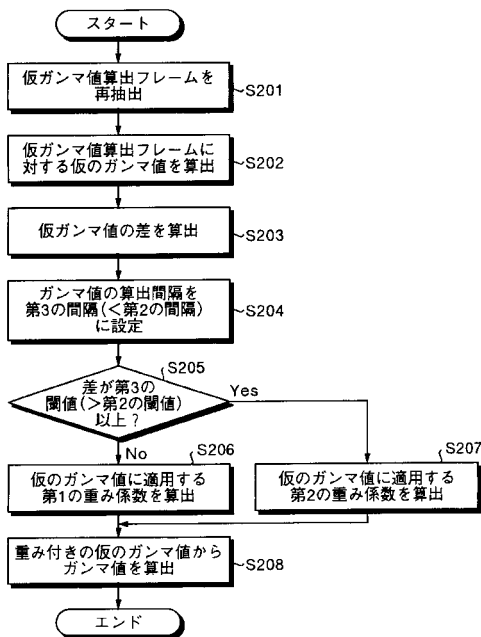 スタート
仮ガンマ値算出フレームを
再抽出
S201
仮ガンマ値算出フレームに
対する仮のガンマ値を算出
S202
仮ガンマ値の差を算出
S203
ガンマ値の算出間隔を
第3の間隔(<第2の間隔)
に設定
S204
S205
差が第3の
閾値(>第2の閾値)
以上?
Yes
No
S206
仮のガンマ値に適用する
第1の重み係数を算出
S207
仮のガンマ値に適用する
第2の重み係数を算出
重み付きの仮のガンマ値から
ガンマ値を算出
S208
エンド